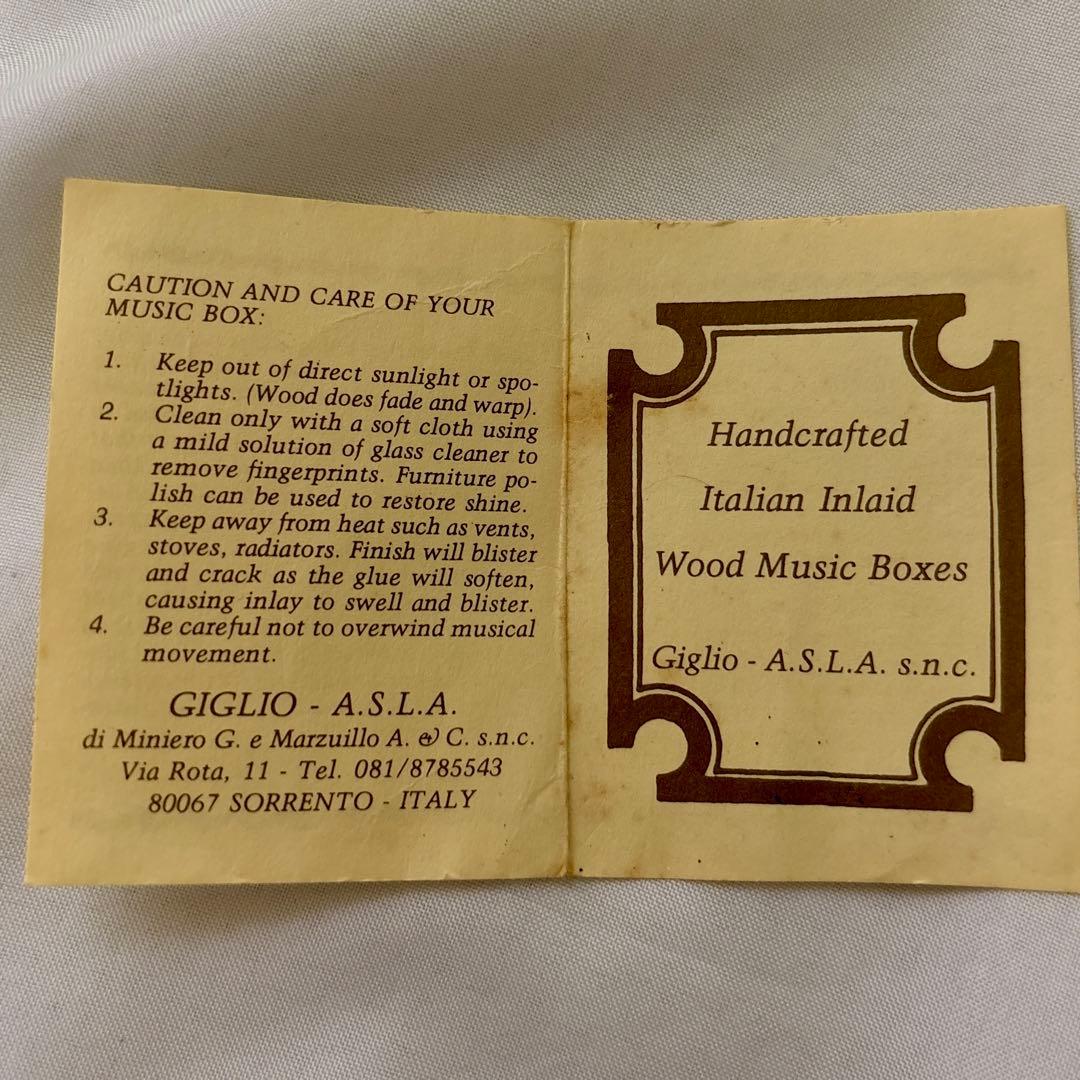 CAUTION AND CARE OF YOUR
MUSIC BOX:
1. Keep out of direct sunlight or spo-
tlights. (Wood does fade and warp).
2. Clean only with a soft cloth using
a mild solution of glass cleaner to
remove fingerprints. Furniture po-
lish can be used to restore shine.
3. Keep away from heat such as vents,
stoves, radiators. Finish will blister
and crack as the glue will soften,
causing inlay to swell and blister.
4. Be careful not to overwind musical
movement.
GIGLIO - A.S.L.A.
di Miniero G. e Marzuillo A. & C. s.n.c.
Via Rota, 11 - Tel. 081/8785543
80067 SORRENTO - ITALY
Handcrafted
Italian Inlaid
Wood Music Boxes
Giglio - A.S.L.A. s.n.c.